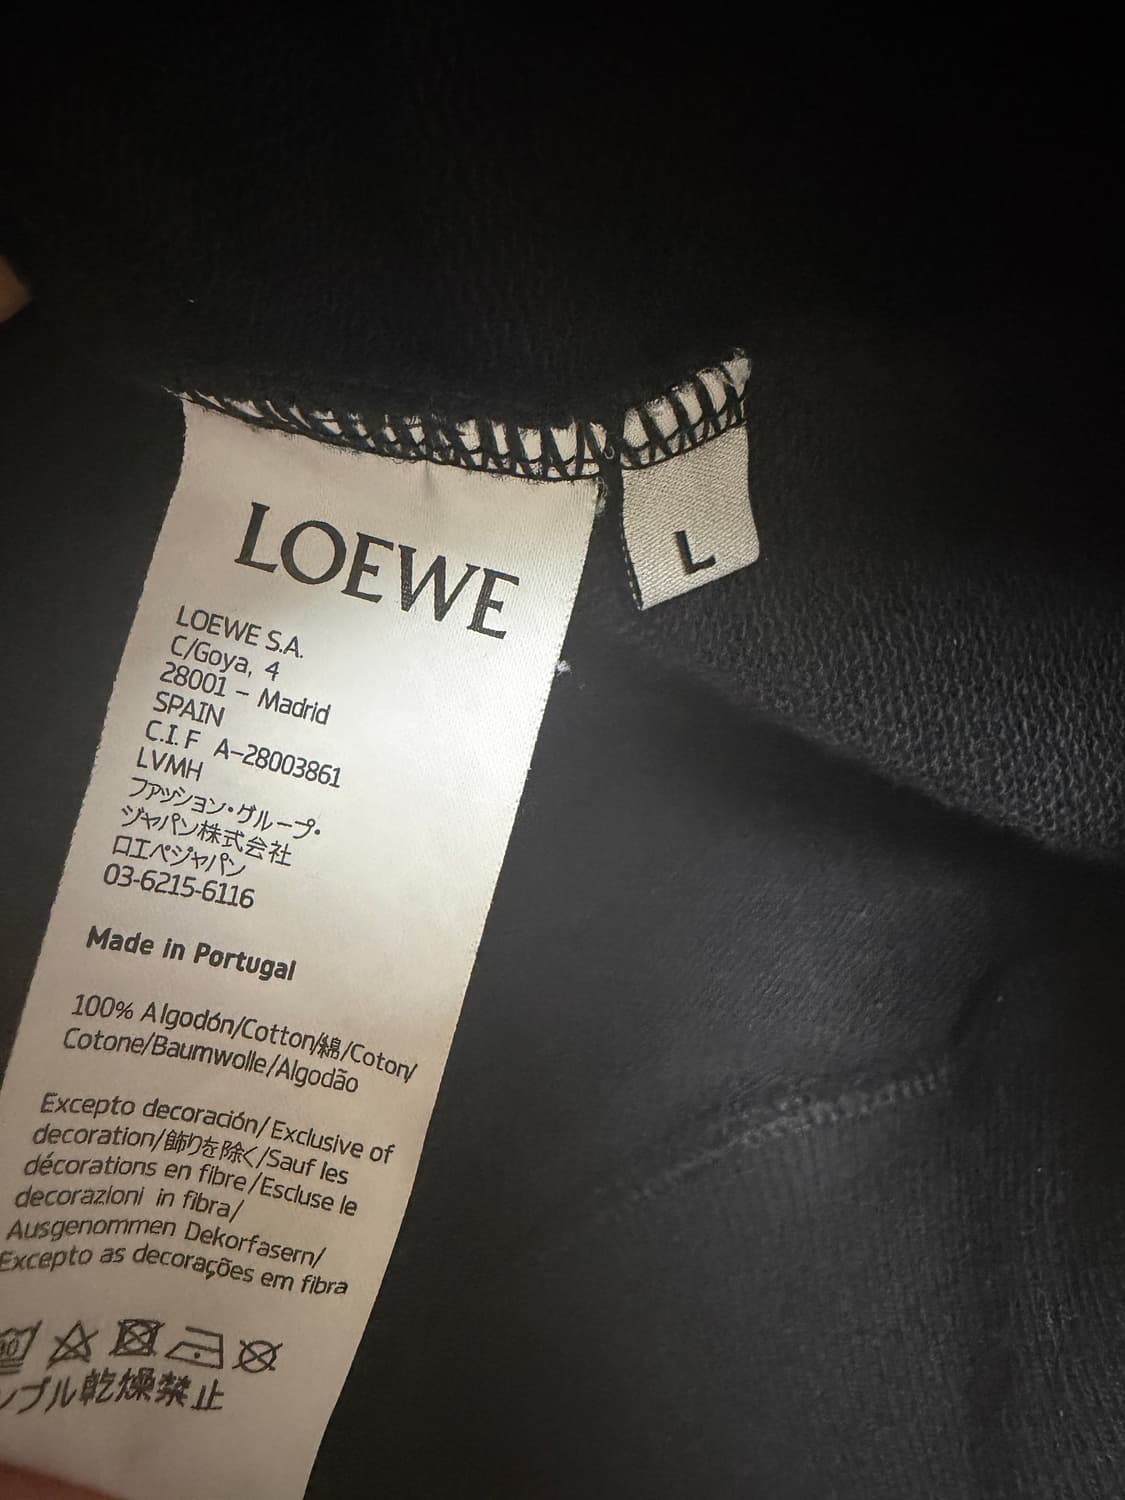 LOEWE
L
LOEWE S.A.
C/Goya, 4
28001 - Madrid
SPAIN
C.I.F A-28003861
LVMH
ファッション・グループ・
ジャパン株式会社
ロエベジャパン
03-6215-6116
Made in Portugal
100% Algodón/Cotton/綿/Coton/
Cotone/Baumwolle/Algodão
Excepto decoración/Exclusive of
decoration/飾りを除く/Sauf les
décorations en fibre/Escluse le
decorazioni in fibra/
Ausgenommen Dekorfasern/
Excepto as decorações em fibra
ンブル乾燥禁止